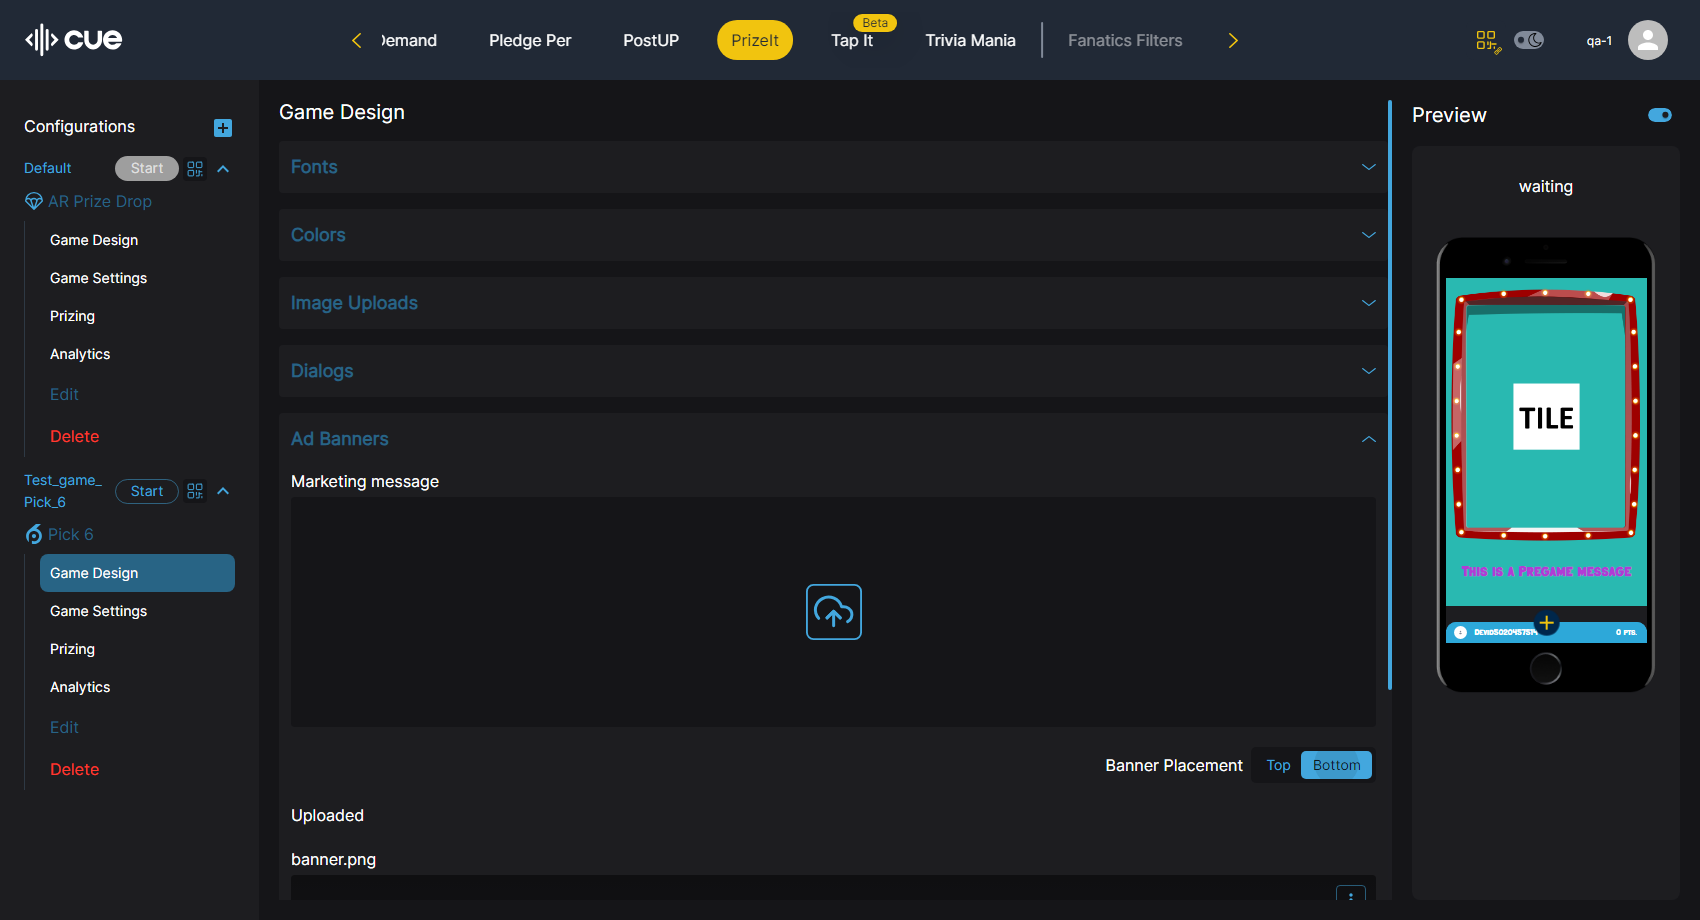 cue
Demand
Pledge Per
PostUP
PrizeIt
Beta
Tap It
Trivia Mania
Fanatics Filters
qa-1
Configurations
Default
Start
AR Prize Drop
Game Design
Game Settings
Prizing
Analytics
Edit
Delete
Test_game_
Pick_6
Start
Pick 6
Game Design
Game Settings
Prizing
Analytics
Edit
Delete
Game Design
Fonts
Colors
Image Uploads
Dialogs
Ad Banners
Marketing message
Banner Placement
Top
Bottom
Uploaded
banner.png
Preview
waiting
TILE
This is a Pregame message
0 pts.